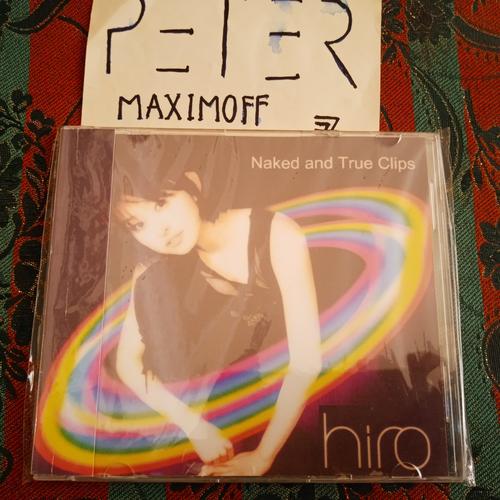 PETER
MAXIMOFF
Naked and True Clips
hiro